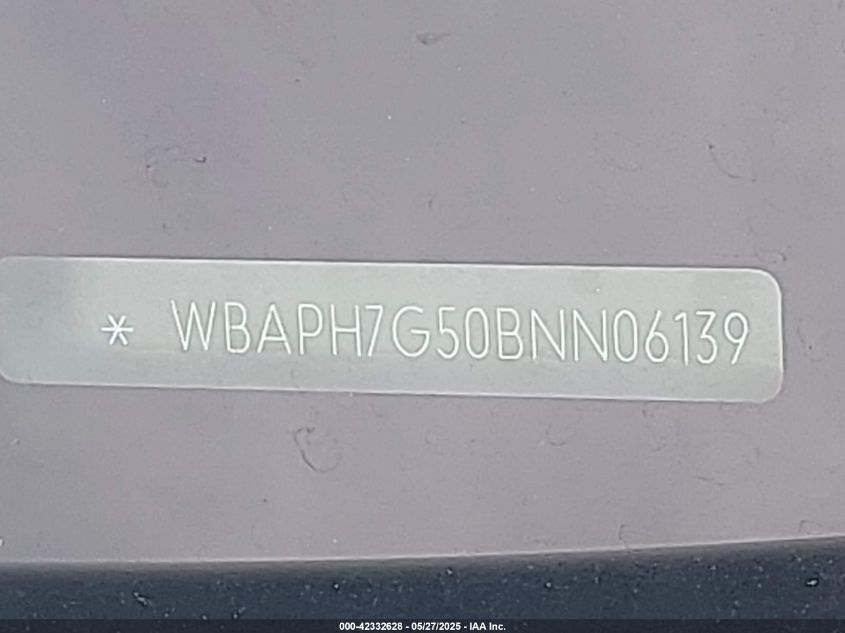 * WBAPH7G50BNN06139
000-42332628 - 05/27/2025 - IAA Inc.